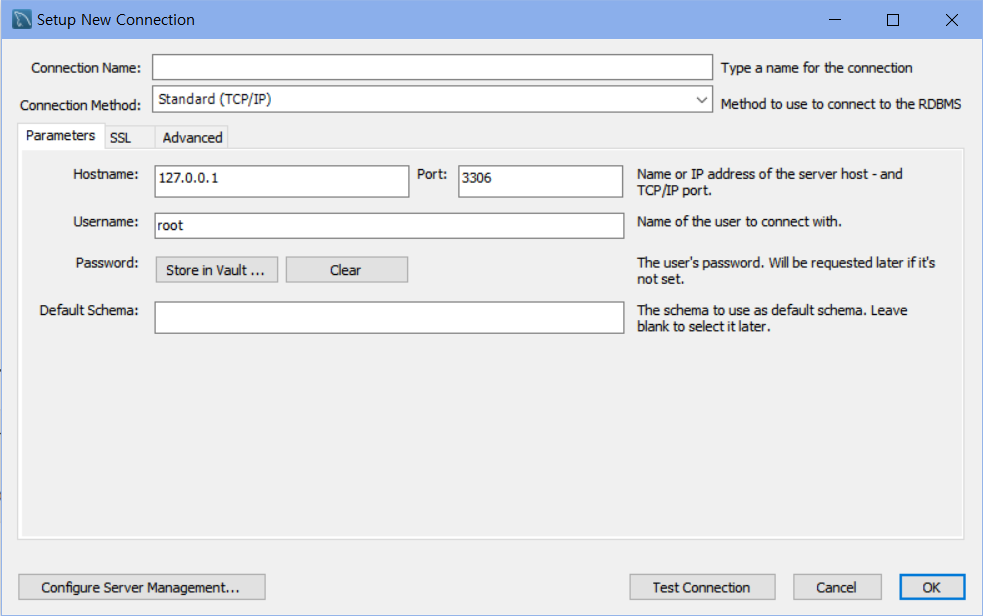 Setup New Connection
Connection Name: Type a name for the connection
Connection Method: Standard (TCP/IP) Method to use to connect to the RDBMS
Parameters SSL Advanced
Hostname: 127.0.0.1 Port: 3306 Name or IP address of the server host - and
TCP/IP port.
Username: root Name of the user to connect with.
Password: Store in Vault ... Clear The user's password. Will be requested later if it's
not set.
Default Schema: The schema to use as default schema. Leave
blank to select it later.
Configure Server Management... Test Connection Cancel OK